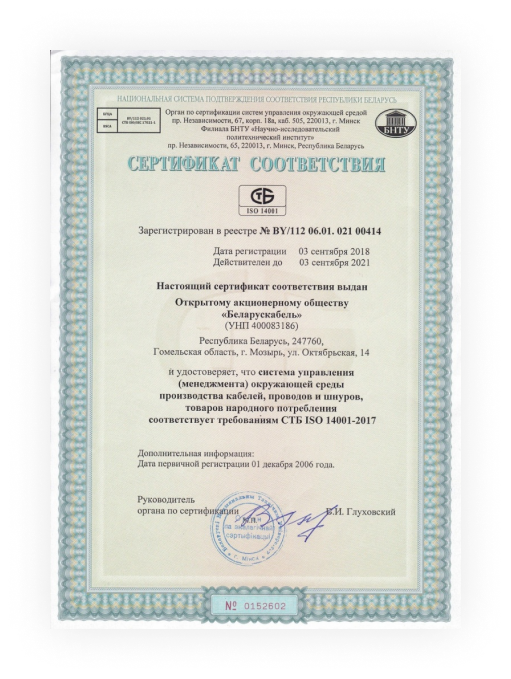 НАЦИОНАЛЬНАЯ СИСТЕМА ПОДТВЕРЖДЕНИЯ СООТВЕТСТВИЯ РЕСПУБЛИКИ БЕЛАРУСЬ
Орган по сертификации систем управления окружающей средой
пр. Независимости, 67, корп. 18а, каб. 505, 220013, г. Минск
Филиала БНТУ «Научно-исследовательский
политехнический институт»
пр. Независимости, 65, 220013, г. Минск, Республика Беларусь
БНТУ
СЕРТИФИКАТ СООТВЕТСТВИЯ
СТБ
ISO 14001
Зарегистрирован в реестре № BY/112 06.01. 021 00414
Дата регистрации 03 сентября 2018
Действителен до 03 сентября 2021
Настоящий сертификат соответствия выдан
Открытому акционерному обществу
«Беларускабель»
(УНП 400083186)
Республика Беларусь, 247760,
Гомельская область, г. Мозырь, ул. Октябрьская, 14
и удостоверяет, что система управления
(менеджмента) окружающей среды
производства кабелей, проводов и шнуров,
товаров народного потребления
соответствует требованиям СТБ ISO 14001-2017
Дополнительная информация:
Дата первичной регистрации 01 декабря 2006 года.
Руководитель
органа по сертификации
Б.И. Глуховский
М.П.
№ 0152602